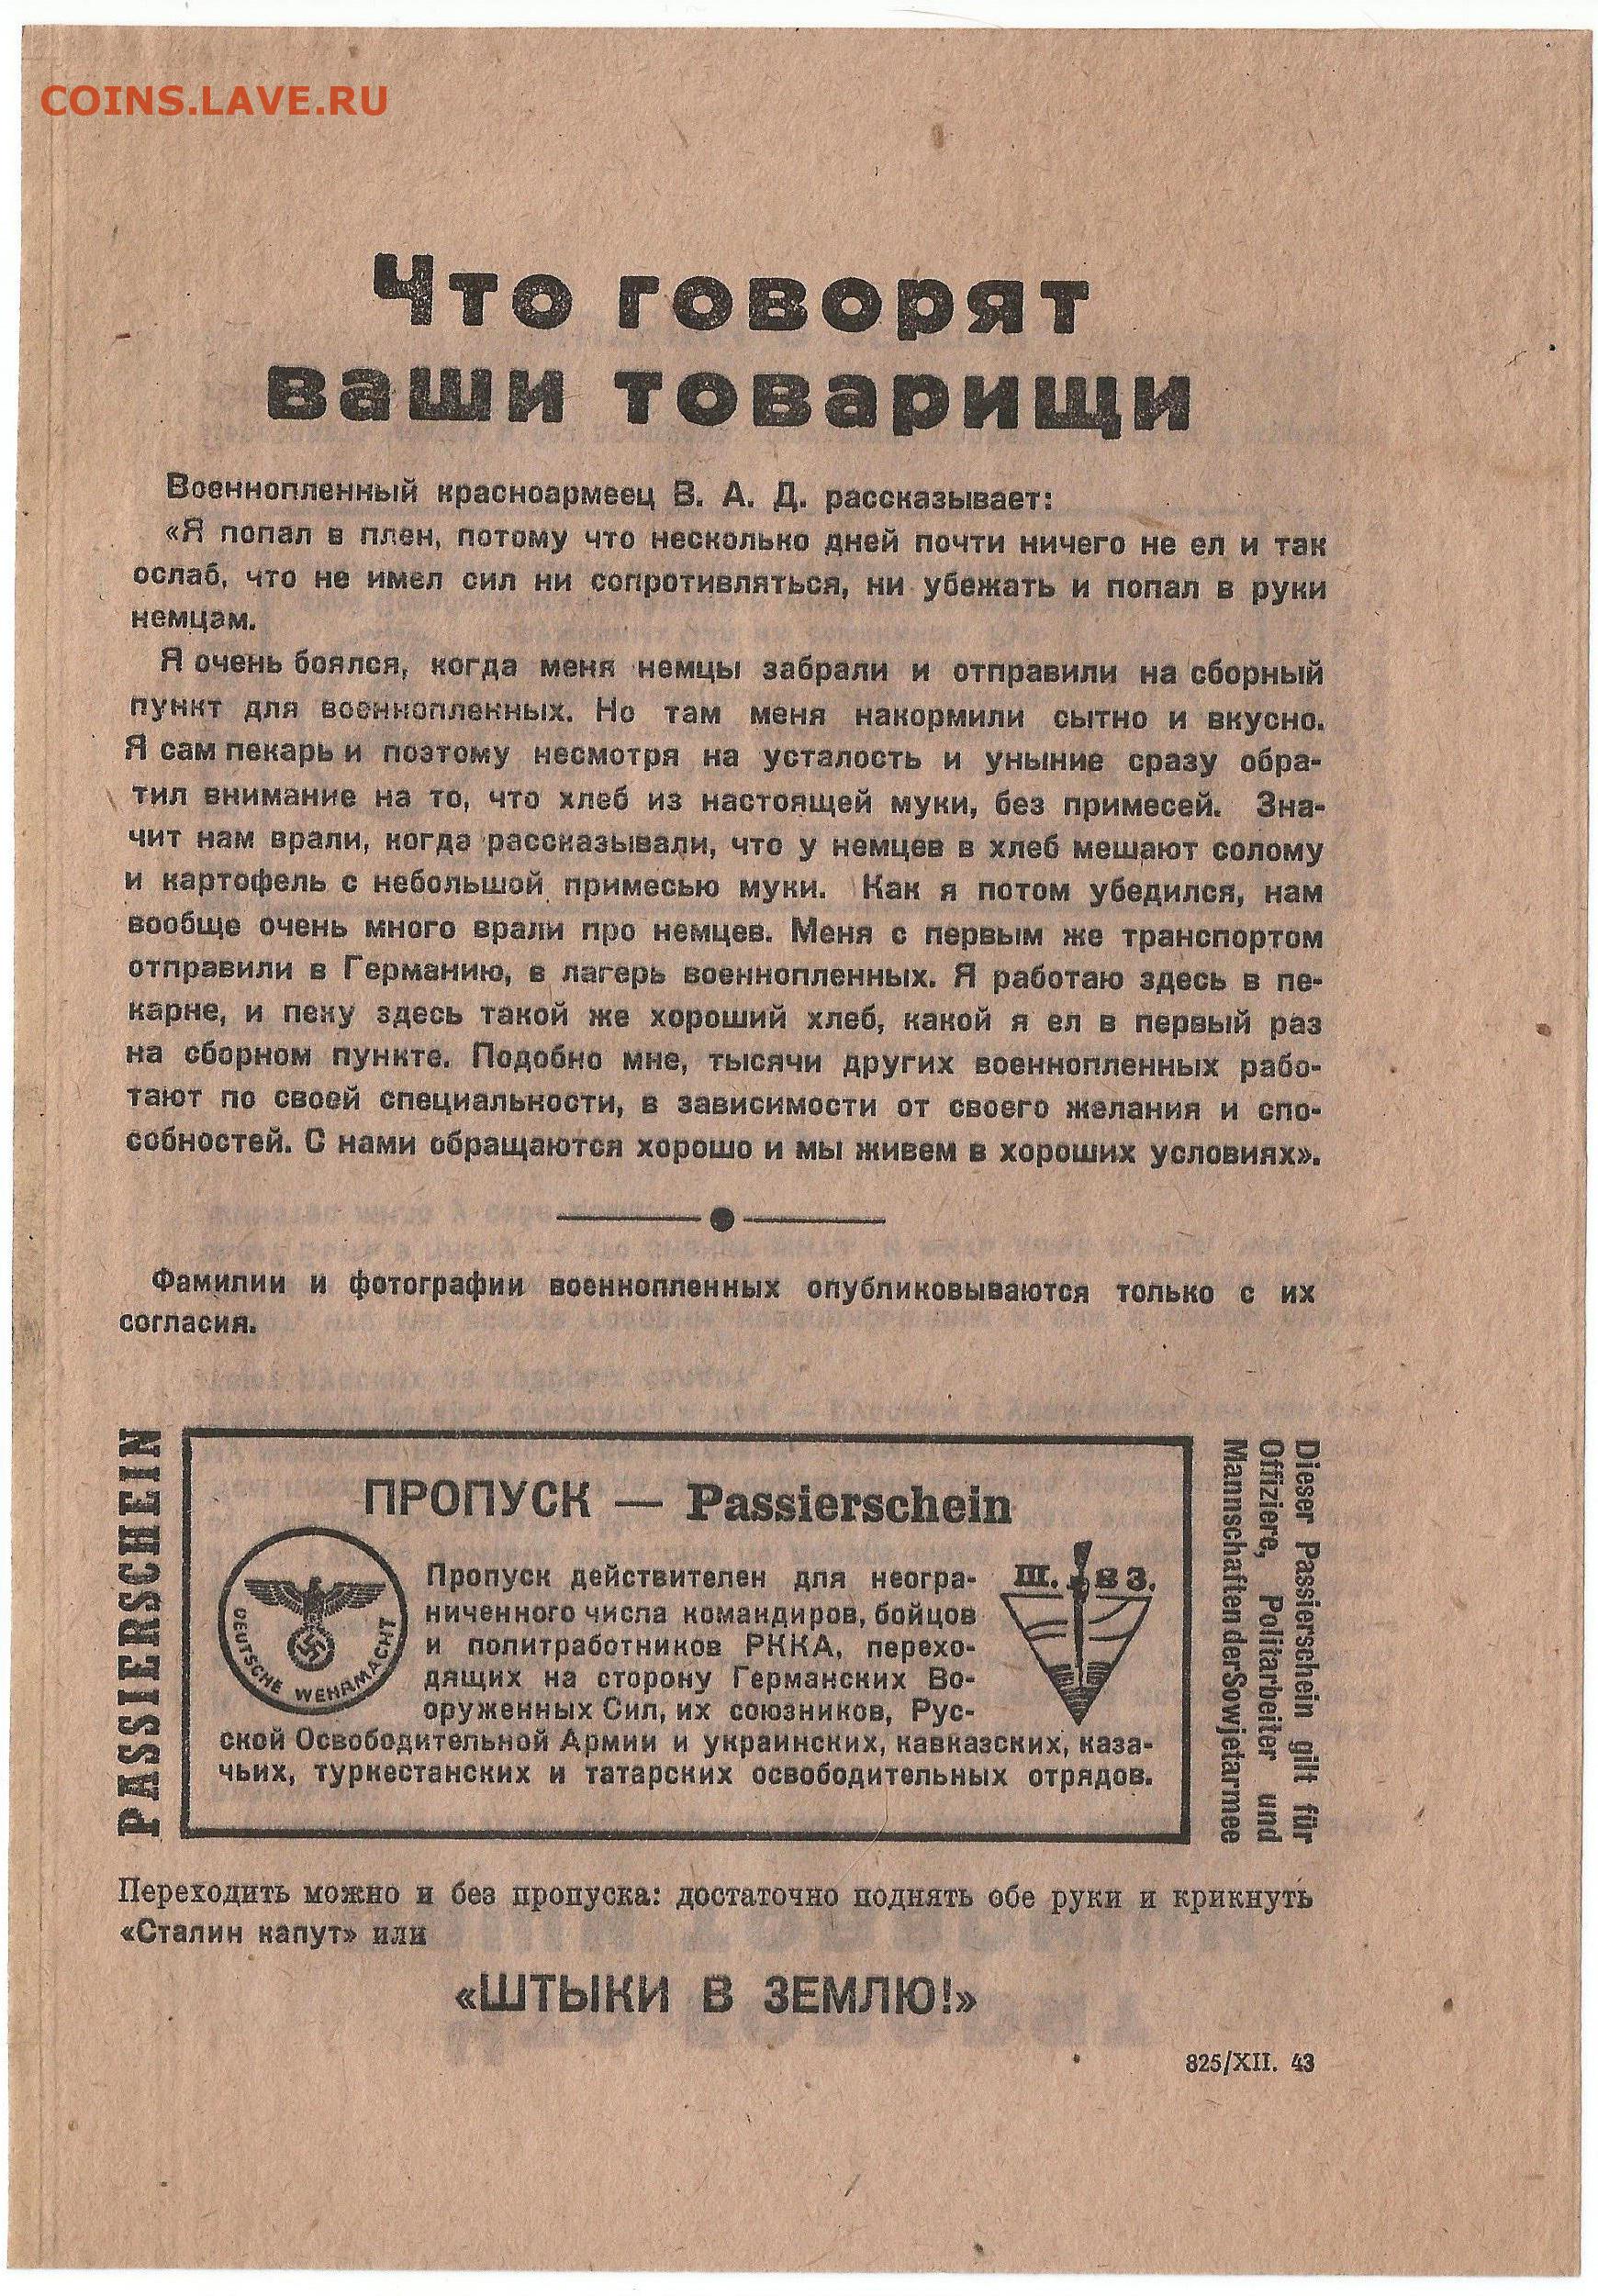 COINS.LAVE.RU
Что говорят
ваши товарищи
Военнопленный красноармеец В. А. Д. рассказывает:
«Я попал в плен, потому что несколько дней почти ничего не ел и так
ослаб, что не имел сил ни сопротивляться, ни убежать и попал в руки
немцам.
Я очень боялся, когда меня немцы забрали и отправили на сборный
пункт для военнопленных. Но там меня накормили сытно и вкусно.
Я сам пекарь и поэтому несмотря на усталость и уныние сразу обра-
тил внимание на то, что хлеб из настоящей муки, без примесей. Зна-
чит нам врали, когда рассказывали, что у немцев в хлеб мешают солому
и картофель с небольшой примесью муки. Как я потом убедился, нам
вообще очень много врали про немцев. Меня с первым же транспортом
отправили в Германию, в лагерь военнопленных. Я работаю здесь в пе-
карне, и пеку здесь такой же хороший хлеб, какой я ел в первый раз
на сборном пункте. Подобно мне, тысячи других военнопленных рабо-
тают по своей специальности, в зависимости от своего желания и спо-
собностей. С нами обращаются хорошо и мы живем в хороших условиях».
Фамилии и фотографии военнопленных опубликовываются только с их
согласия.
PASSIERSCHEIN
ПРОПУСК — Passierschein
DEUTSCHE WEHRMACHT
Пропуск действителен для неогра-
ниченного числа командиров, бойцов
и политработников РККА, перехо-
дящих на сторону Германских Во-
оруженных Сил, их союзников, Рус-
ской Освободительной Армии и украинских, кавказских, каза-
чьих, туркестанских и татарских освободительных отрядов.
Ш. в З.
Dieser Passierschein gilt für
Offiziere, Politarbeiter und
Mannschaften der Sowjetarmee
Переходить можно и без пропуска: достаточно поднять обе руки и крикнуть
«Сталин капут» или
«ШТЫКИ В ЗЕМЛЮ!»
825/XII. 43